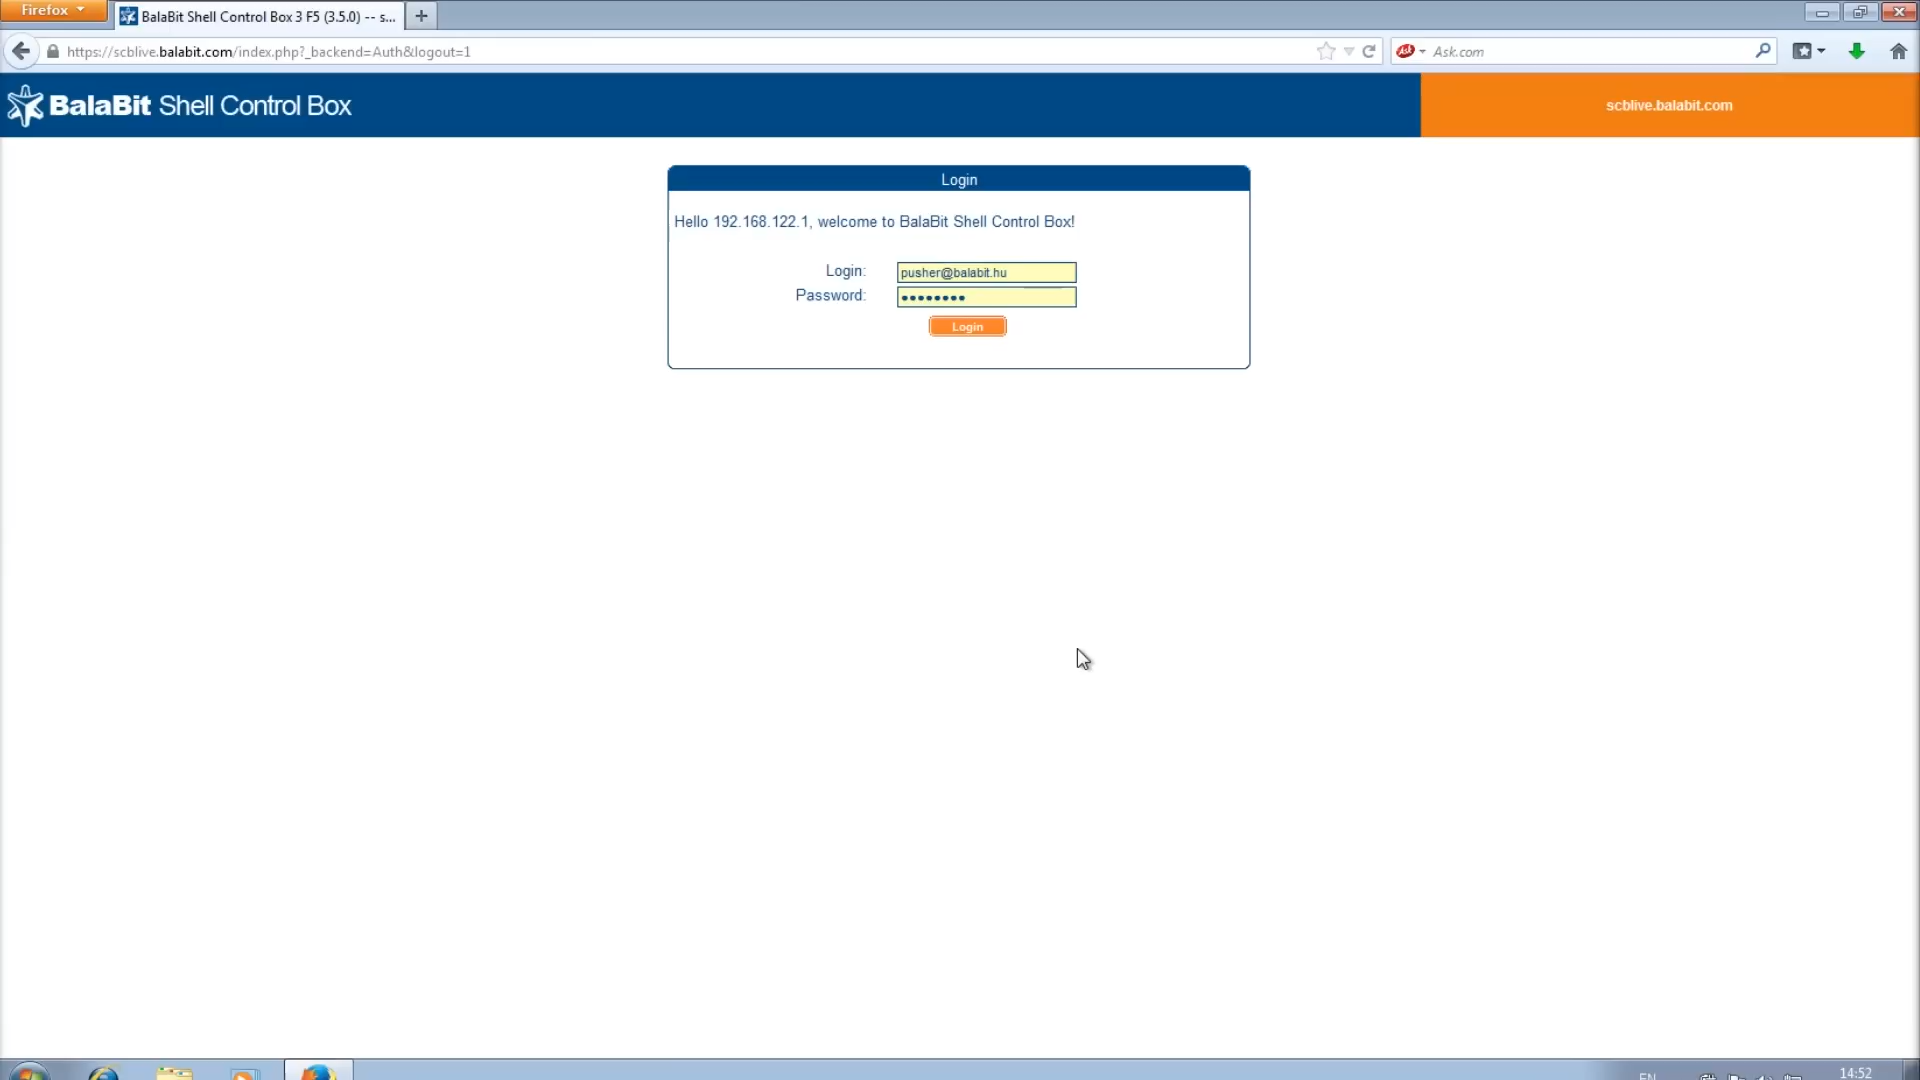 Firefox
BalaBit Shell Control Box 3 F5 (3.5.0) -- s...
https://scblive.balabit.com/index.php?_backend=Auth&logout=1
Ask.com
BalaBit Shell Control Box
scblive.balabit.com
Login
Hello 192.168.122.1, welcome to BalaBit Shell Control Box!
Login: pusher@balabit.hu
Password: ••••••••
Login
EN
14:52